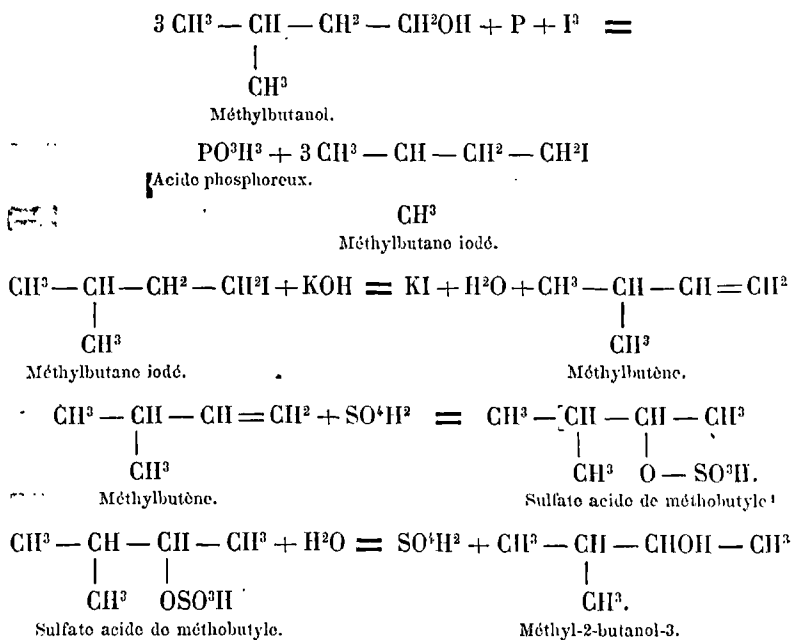 3 CH³ — CH — CH² — CH²OH + P + I³ =
|
CH³
Méthylbutanol.
PO³H³ + 3 CH³ — CH — CH² — CH²I
Acide phosphoreux.
CH³
Méthylbutane iodé.
CH³ — CH — CH² — CH²I + KOH = KI + H²O + CH³ — CH — CH = CH²
| |
CH³ CH³
Méthylbutane iodé. Méthylbutène.
CH³ — CH — CH = CH² + SO⁴H² = CH³ — CH — CH — CH³
| | |
CH³ CH³ O — SO³H.
Méthylbutène. Sulfate acide de méthobutyle¹
CH³ — CH — CH — CH³ + H²O = SO⁴H² + CH³ — CH — CHOH — CH³
| | |
CH³ OSO³H CH³.
Sulfate acide de méthobutyle. Méthyl-2-butanol-3.